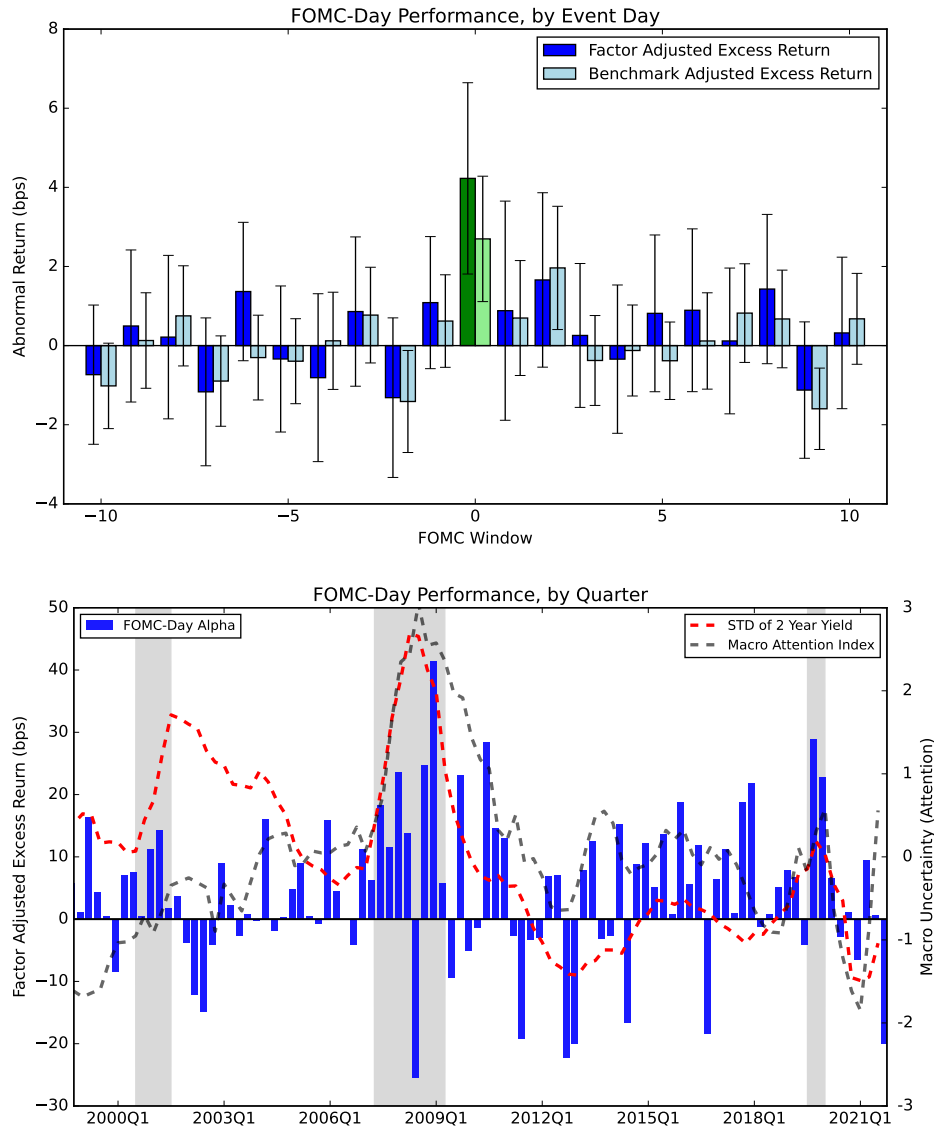 FOMC-Day Performance, by Event Day
8
6
4
2
0
−2
−4
Abnormal Return (bps)
Factor Adjusted Excess Return
Benchmark Adjusted Excess Return
−10
−5
0
5
10
FOMC Window
FOMC-Day Performance, by Quarter
50
40
30
20
10
0
−10
−20
−30
Factor Adjusted Excess Reurn (bps)
FOMC-Day Alpha
STD of 2 Year Yield
Macro Attention Index
3
2
1
0
−1
−2
−3
Macro Uncertainty (Attention)
2000Q1
2003Q1
2006Q1
2009Q1
2012Q1
2015Q1
2018Q1
2021Q1